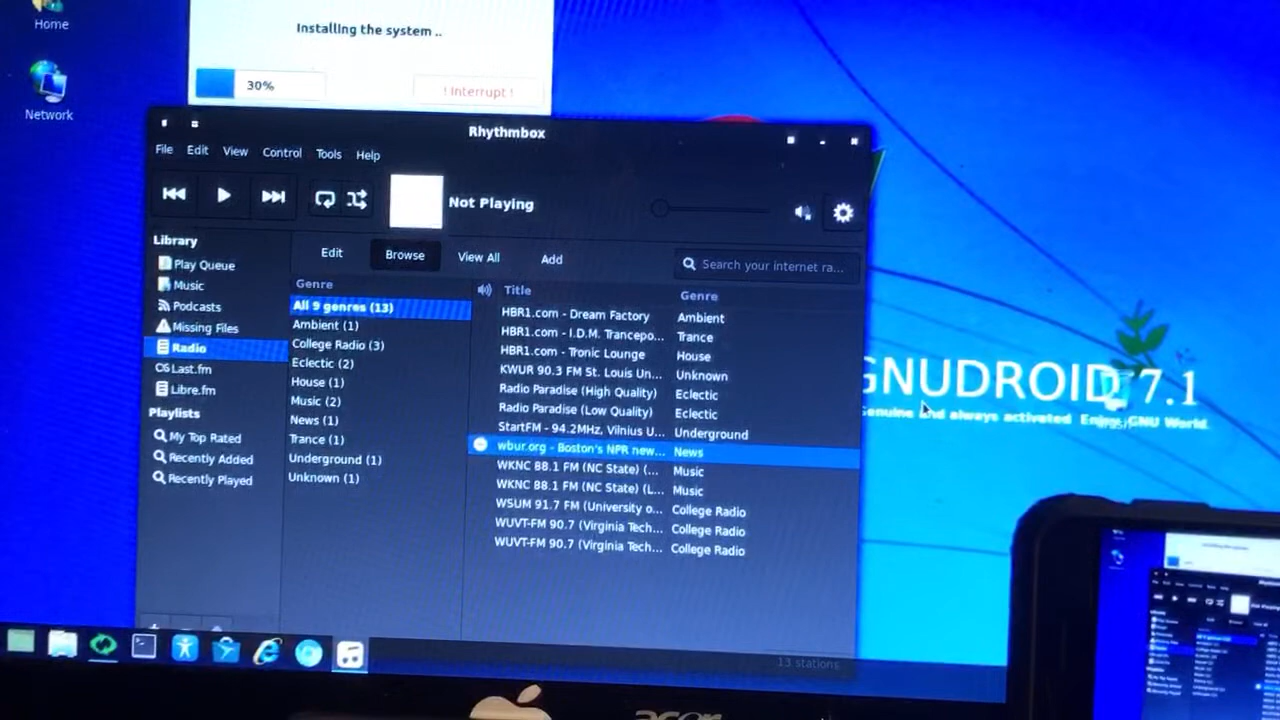 Home
Installing the system ..
30%
! Interrupt !
Network
Rhythmbox
File Edit View Control Tools Help
Not Playing
Library
Play Queue
Music
Podcasts
Missing Files
Radio
Last.fm
Libre.fm
Playlists
My Top Rated
Recently Added
Recently Played
Edit Browse View All Add
Search your internet ra...
Genre
All 9 genres (13)
Ambient (1)
College Radio (3)
Eclectic (2)
House (1)
Music (2)
News (1)
Trance (1)
Underground (1)
Unknown (1)
Title Genre
HBR1.com - Dream Factory Ambient
HBR1.com - I.D.M. Trancepo... Trance
HBR1.com - Tronic Lounge House
KWUR 90.3 FM St. Louis Un... Unknown
Radio Paradise (High Quality) Eclectic
Radio Paradise (Low Quality) Eclectic
StartFM - 94.2MHz, Vilnius U... Underground
wbur.org - Boston's NPR new... News
WKNC 88.1 FM (NC State) (... Music
WKNC 88.1 FM (NC State) (L... Music
WSUM 91.7 FM (University o... College Radio
WUVT-FM 90.7 (Virginia Tech... College Radio
WUVT-FM 90.7 (Virginia Tech... College Radio
13 stations
GNUDROID 7.1
Genuine and always activated Enjoy GNU World.
acer